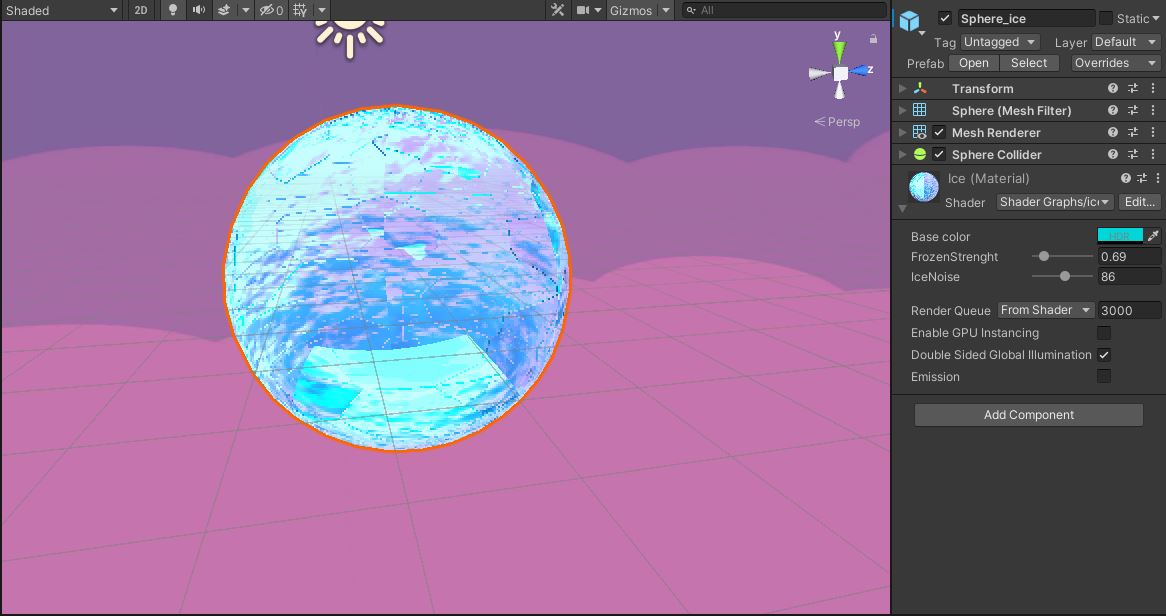 Shaded 2D 0 Gizmos All
y
z
Persp
Sphere_ice Static
Tag Untagged Layer Default
Prefab Open Select Overrides
Transform
Sphere (Mesh Filter)
Mesh Renderer
Sphere Collider
Ice (Material)
Shader Shader Graphs/ice Edit...
Base color HDR
FrozenStrenght 0.69
IceNoise 86
Render Queue From Shader 3000
Enable GPU Instancing
Double Sided Global Illumination
Emission
Add Component